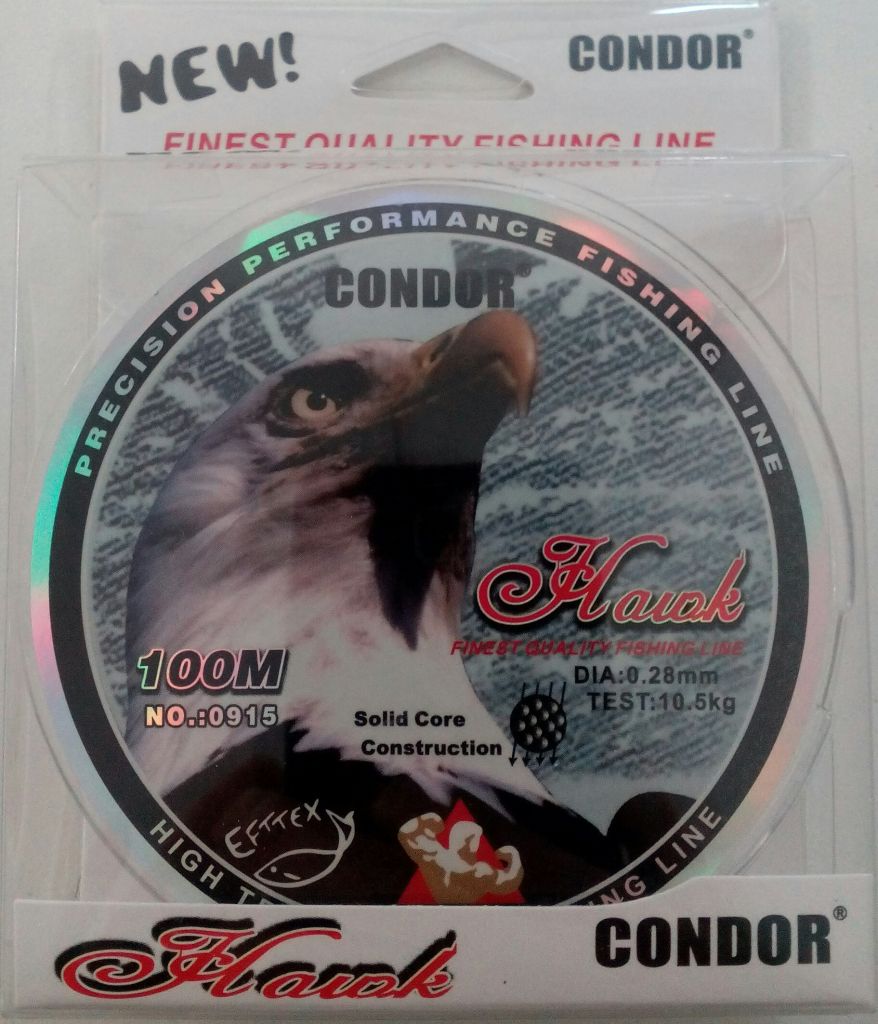 NEW!
CONDOR®
FINEST QUALITY FISHING LINE
PRECISION PERFORMANCE FISHING LINE
CONDOR®
Hawk
FINEST QUALITY FISHING LINE
DIA:0.28mm
TEST:10.5kg
100M
NO.:0915
Solid Core
Construction
EFTTEX
HIGH
LINE
Hawk
CONDOR®